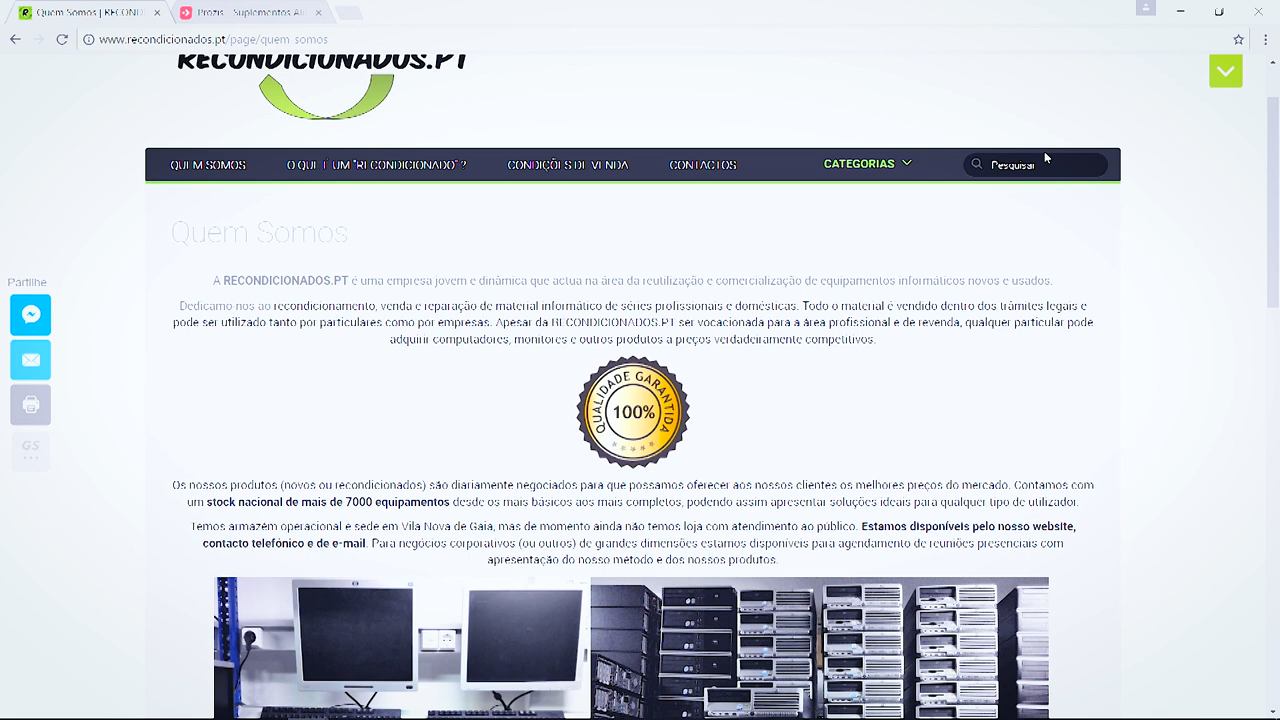 Quem Somos | RECOND
Prozis - Suplementos Ali
www.recondicionados.pt/page/quem_somos
RECONDICIONADOS.PT
QUEM SOMOS
O QUE É UM "RECONDICIONADO"?
CONDIÇÕES DE VENDA
CONTACTOS
CATEGORIAS
Pesquisar
Quem Somos
Partilhe
A RECONDICIONADOS.PT é uma empresa jovem e dinâmica que actua na área da reutilização e comercialização de equipamentos informáticos novos e usados.
Dedicamo-nos ao recondicionamento, venda e reparação de material informático de séries profissionais e domésticas. Todo o material é vendido dentro dos trâmites legais e
pode ser utilizado tanto por particulares como por empresas. Apesar da RECONDICIONADOS.PT ser vocacionada para a área profissional e de revenda, qualquer particular pode
adquirir computadores, monitores e outros produtos a preços verdadeiramente competitivos.
QUALIDADE GARANTIDA
100%
GS
Os nossos produtos (novos ou recondicionados) são diariamente negociados para que possamos oferecer aos nossos clientes os melhores preços do mercado. Contamos com
um stock nacional de mais de 7000 equipamentos desde os mais básicos aos mais completos, podendo assim apresentar soluções ideais para qualquer tipo de utilizador.
Temos armazém operacional e sede em Vila Nova de Gaia, mas de momento ainda não temos loja com atendimento ao público. Estamos disponíveis pelo nosso website,
contacto telefónico e de e-mail. Para negócios corporativos (ou outros) de grandes dimensões estamos disponíveis para agendamento de reuniões presenciais com
apresentação do nosso método e dos nossos produtos.